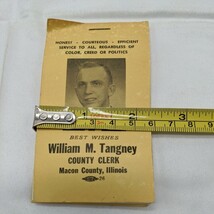 HONEST - COURTEOUS - EFFICIENT
SERVICE TO ALL, REGARDLESS OF
COLOR, CREED OR POLITICS
BEST WISHES
William M. Tangney
COUNTY CLERK
Macon County, Illinois